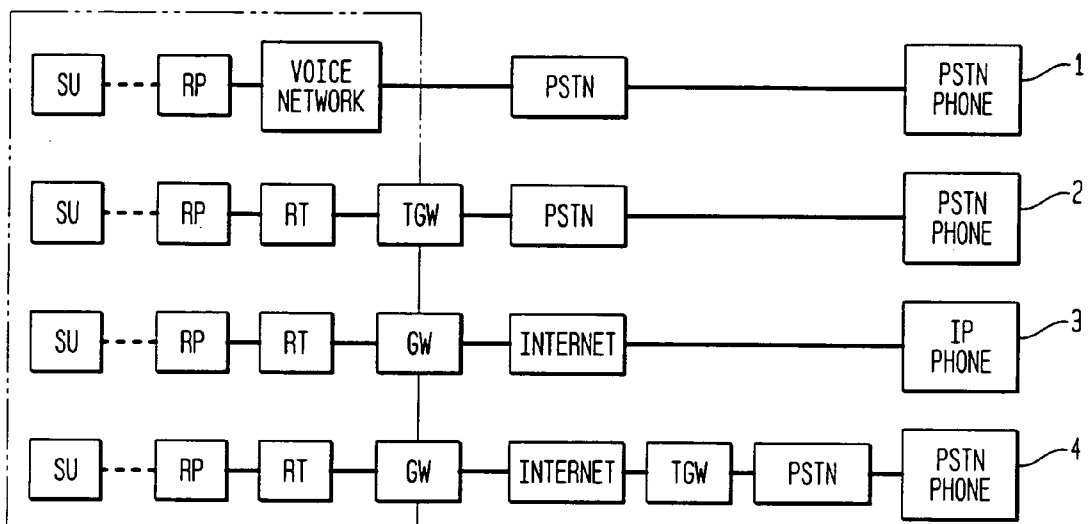 SU
RP
VOICE
NETWORK
PSTN
PSTN
PHONE
1
SU
RP
RT
TGW
PSTN
PSTN
PHONE
2
SU
RP
RT
GW
INTERNET
IP
PHONE
3
SU
RP
RT
GW
INTERNET
TGW
PSTN
PSTN
PHONE
4